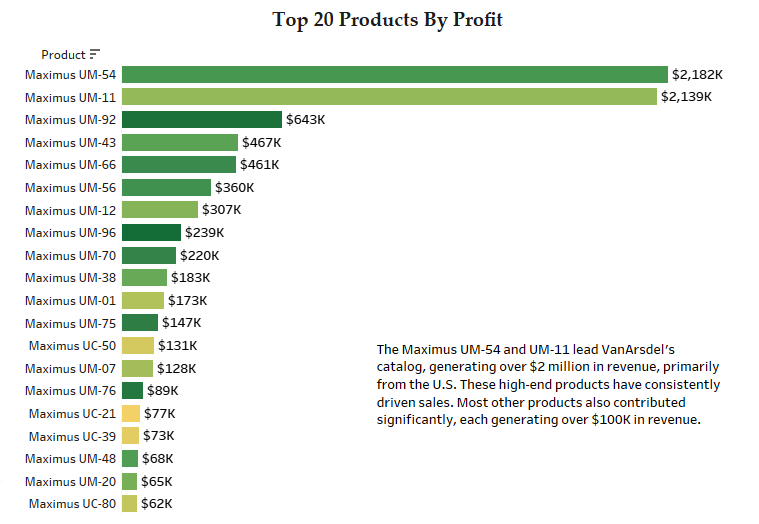 Top 20 Products By Profit
Product
Maximus UM-54 $2,182K
Maximus UM-11 $2,139K
Maximus UM-92 $643K
Maximus UM-43 $467K
Maximus UM-66 $461K
Maximus UM-56 $360K
Maximus UM-12 $307K
Maximus UM-96 $239K
Maximus UM-70 $220K
Maximus UM-38 $183K
Maximus UM-01 $173K
Maximus UM-75 $147K
Maximus UC-50 $131K
Maximus UM-07 $128K
Maximus UM-76 $89K
Maximus UC-21 $77K
Maximus UC-39 $73K
Maximus UM-48 $68K
Maximus UM-20 $65K
Maximus UC-80 $62K
The Maximus UM-54 and UM-11 lead VanArsdel's
catalog, generating over $2 million in revenue, primarily
from the U.S. These high-end products have consistently
driven sales. Most other products also contributed
significantly, each generating over $100K in revenue.